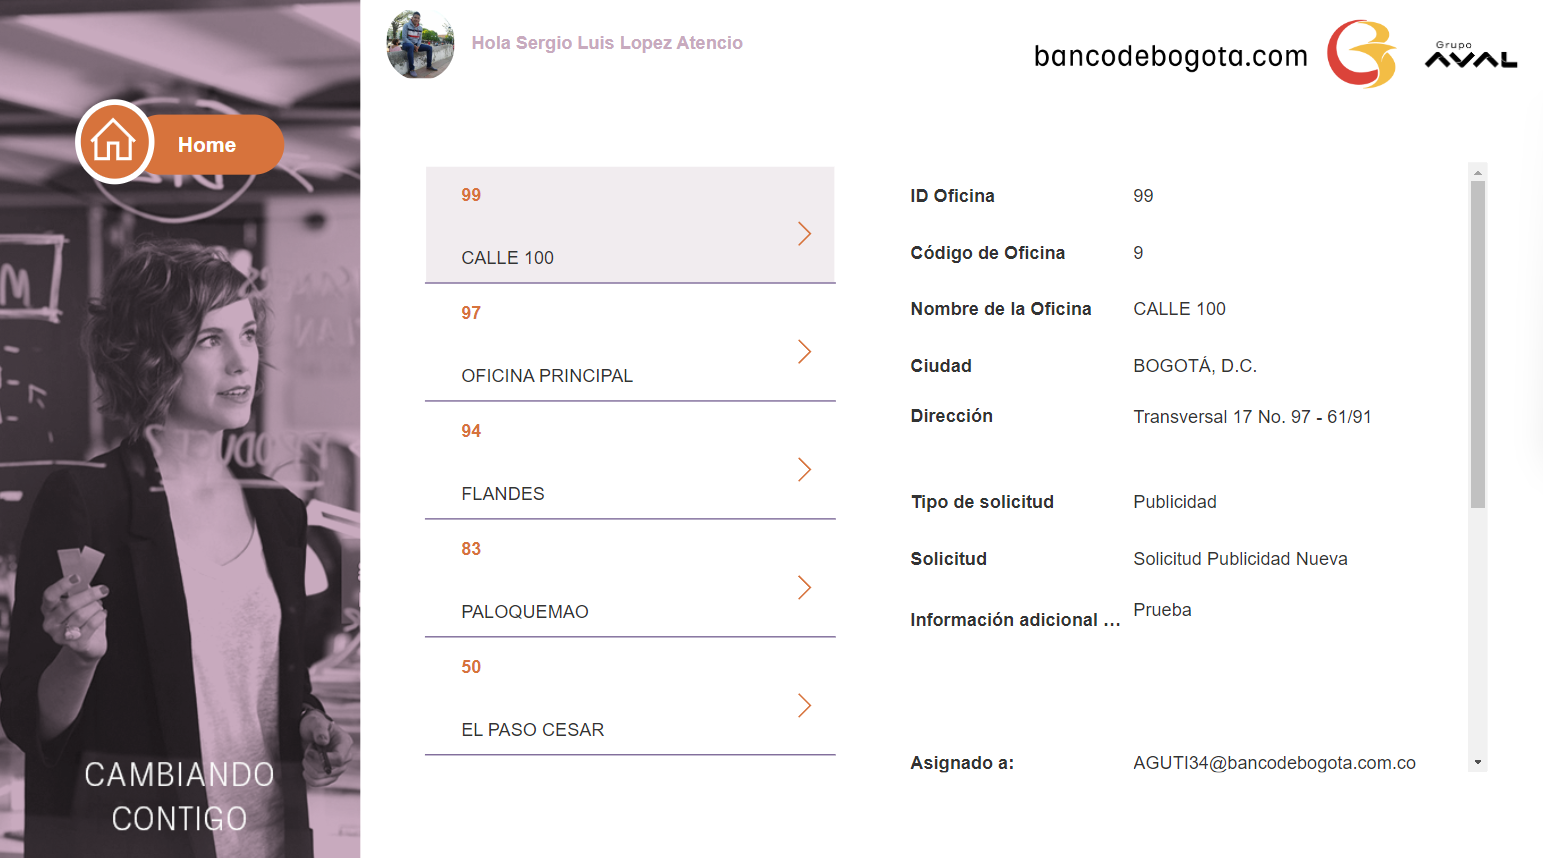 Hola Sergio Luis Lopez Atencio
bancodebogota.com
Grupo
AVAL
Home
99
CALLE 100
97
OFICINA PRINCIPAL
94
FLANDES
83
PALOQUEMAO
50
EL PASO CESAR
ID Oficina 99
Código de Oficina 9
Nombre de la Oficina CALLE 100
Ciudad BOGOTÁ, D.C.
Dirección Transversal 17 No. 97 - 61/91
Tipo de solicitud Publicidad
Solicitud Solicitud Publicidad Nueva
Información adicional ... Prueba
Asignado a: AGUTI34@bancodebogota.com.co
PRODUCT?
CAMBIANDO
CONTIGO